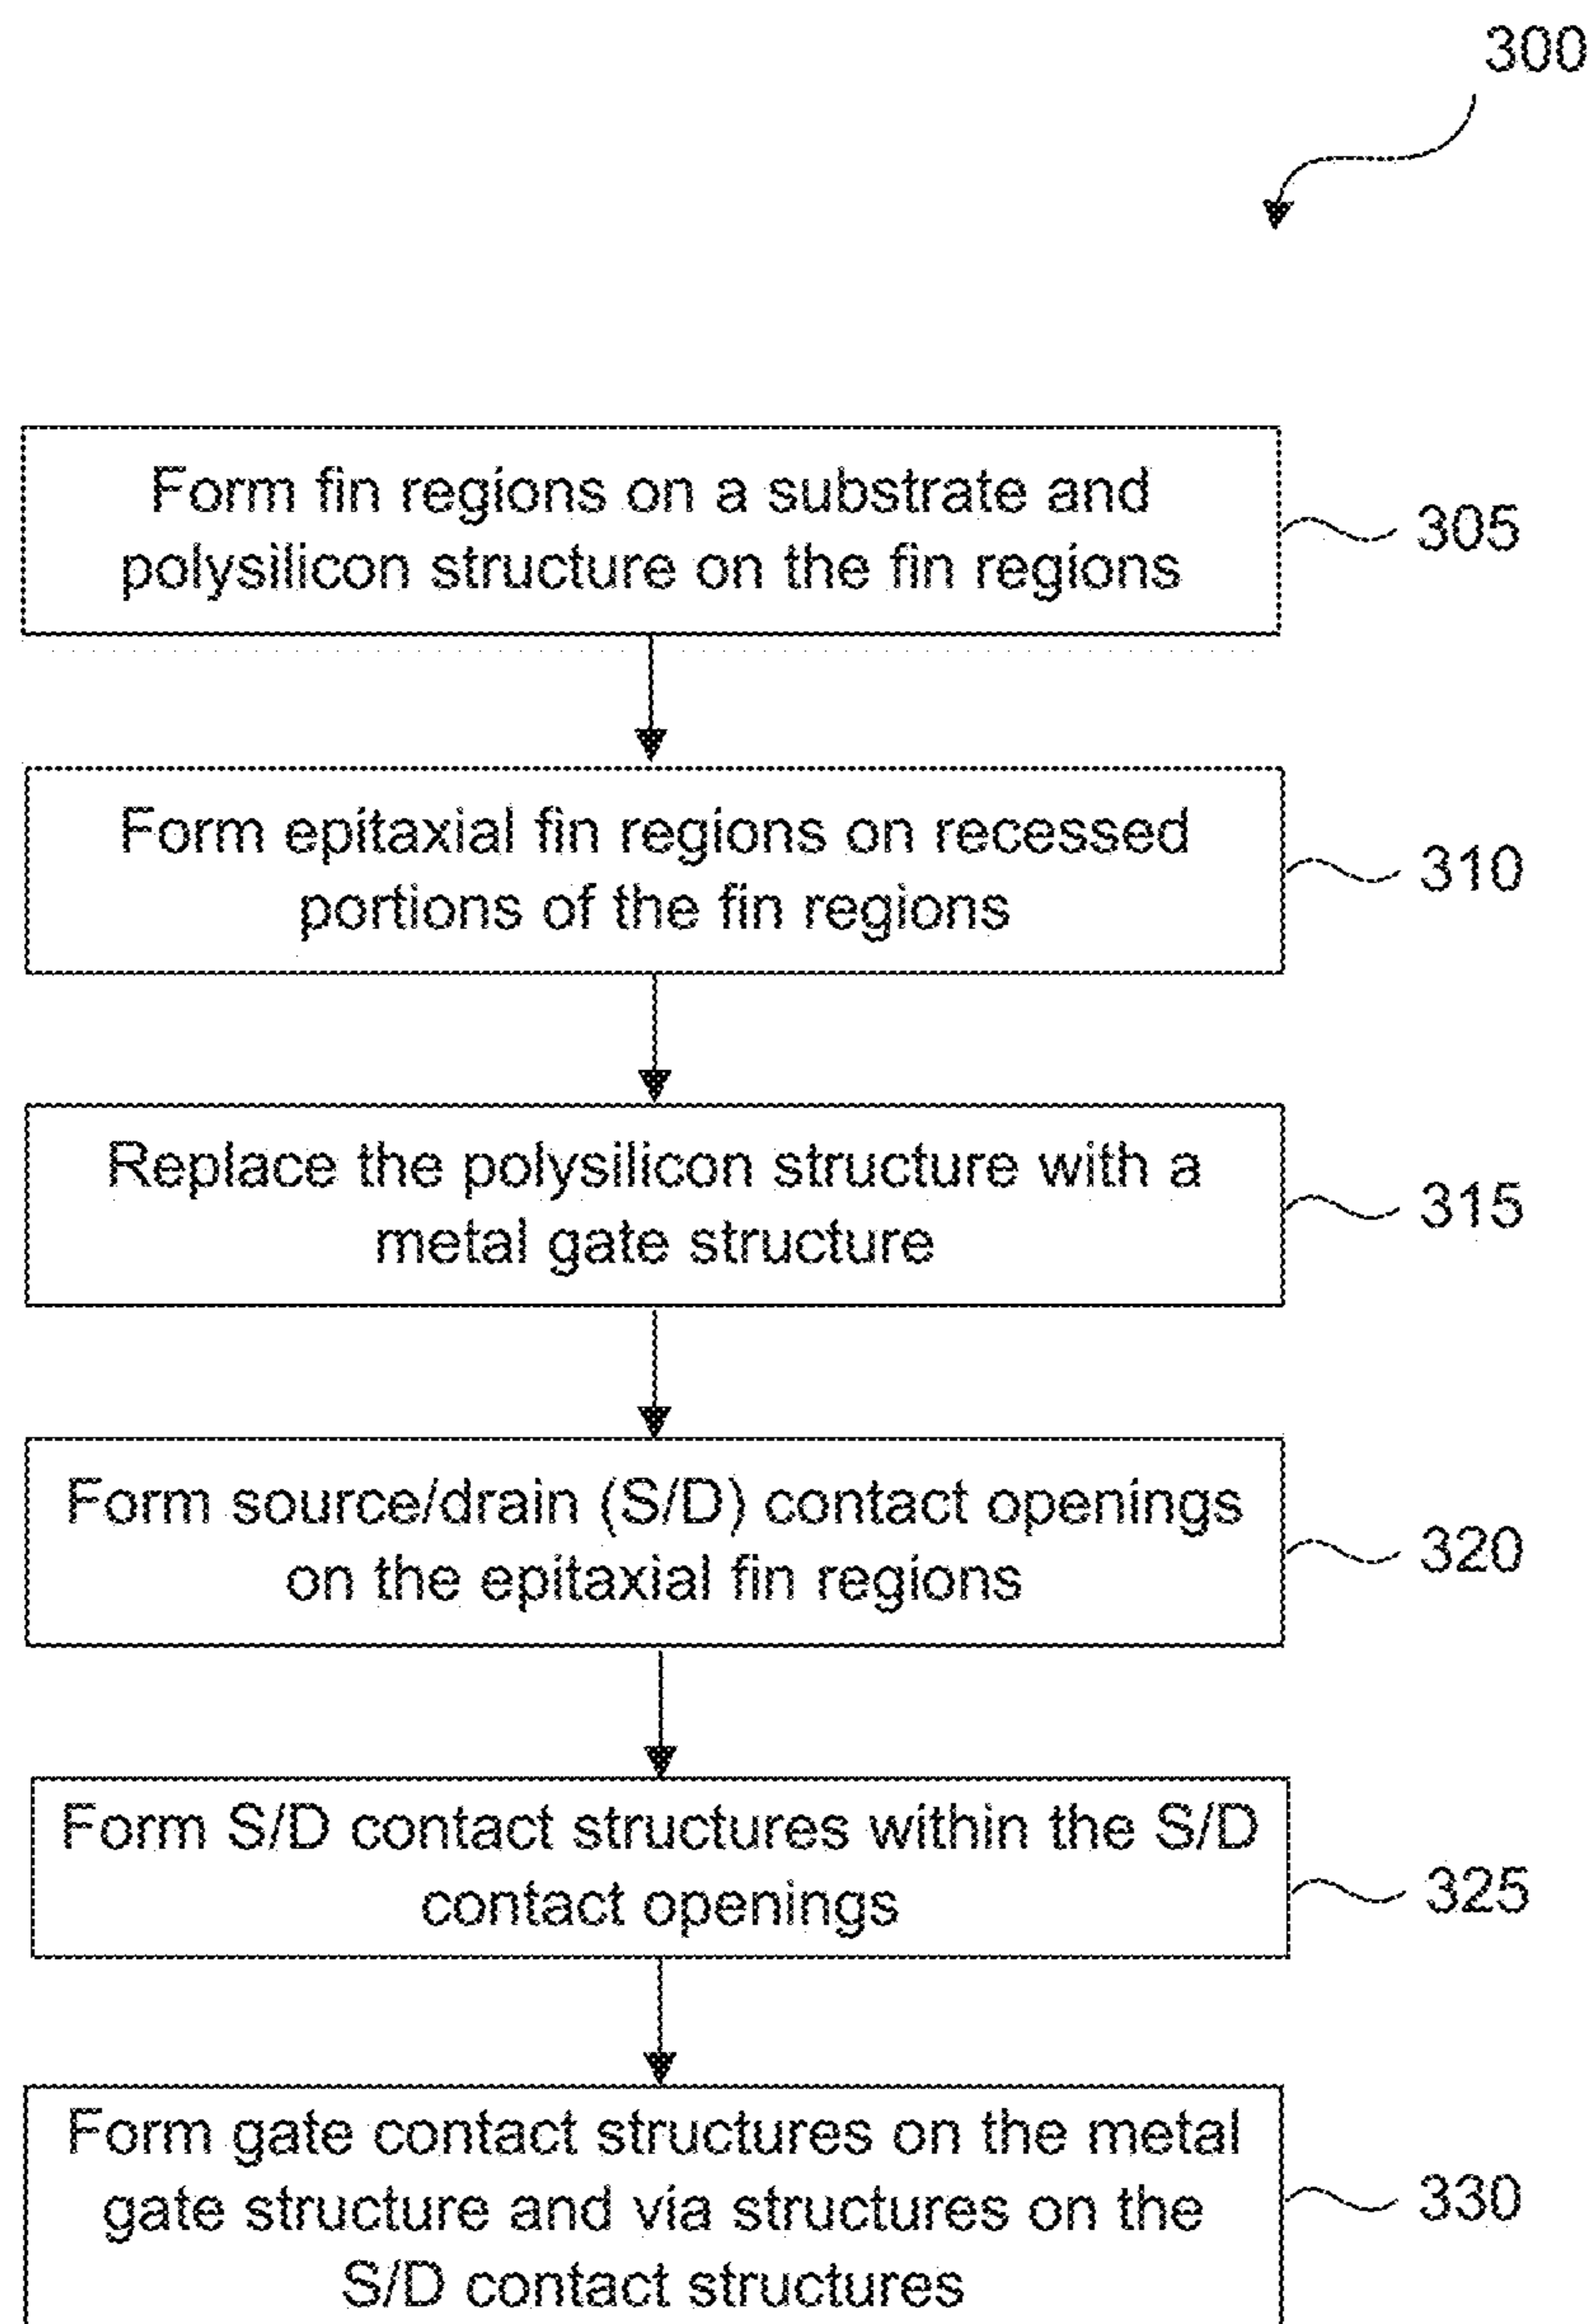 300
Form fin regions on a substrate and
polysilicon structure on the fin regions
305
Form epitaxial fin regions on recessed
portions of the fin regions
310
Replace the polysilicon structure with a
metal gate structure
315
Form source/drain (S/D) contact openings
on the epitaxial fin regions
320
Form S/D contact structures within the S/D
contact openings
325
Form gate contact structures on the metal
gate structure and via structures on the
S/D contact structures
330